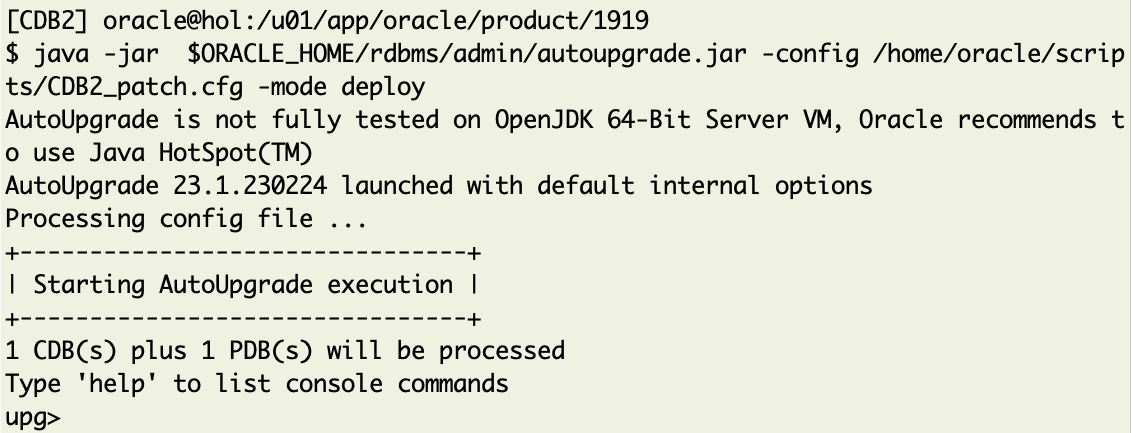 [CDB2] oracle@hol:/u01/app/oracle/product/1919
$ java -jar  $ORACLE_HOME/rdbms/admin/autoupgrade.jar -config /home/oracle/scrip
ts/CDB2_patch.cfg -mode deploy
AutoUpgrade is not fully tested on OpenJDK 64-Bit Server VM, Oracle recommends t
o use Java HotSpot(TM)
AutoUpgrade 23.1.230224 launched with default internal options
Processing config file ...
+--------------------------------+
| Starting AutoUpgrade execution |
+--------------------------------+
1 CDB(s) plus 1 PDB(s) will be processed
Type 'help' to list console commands
upg>